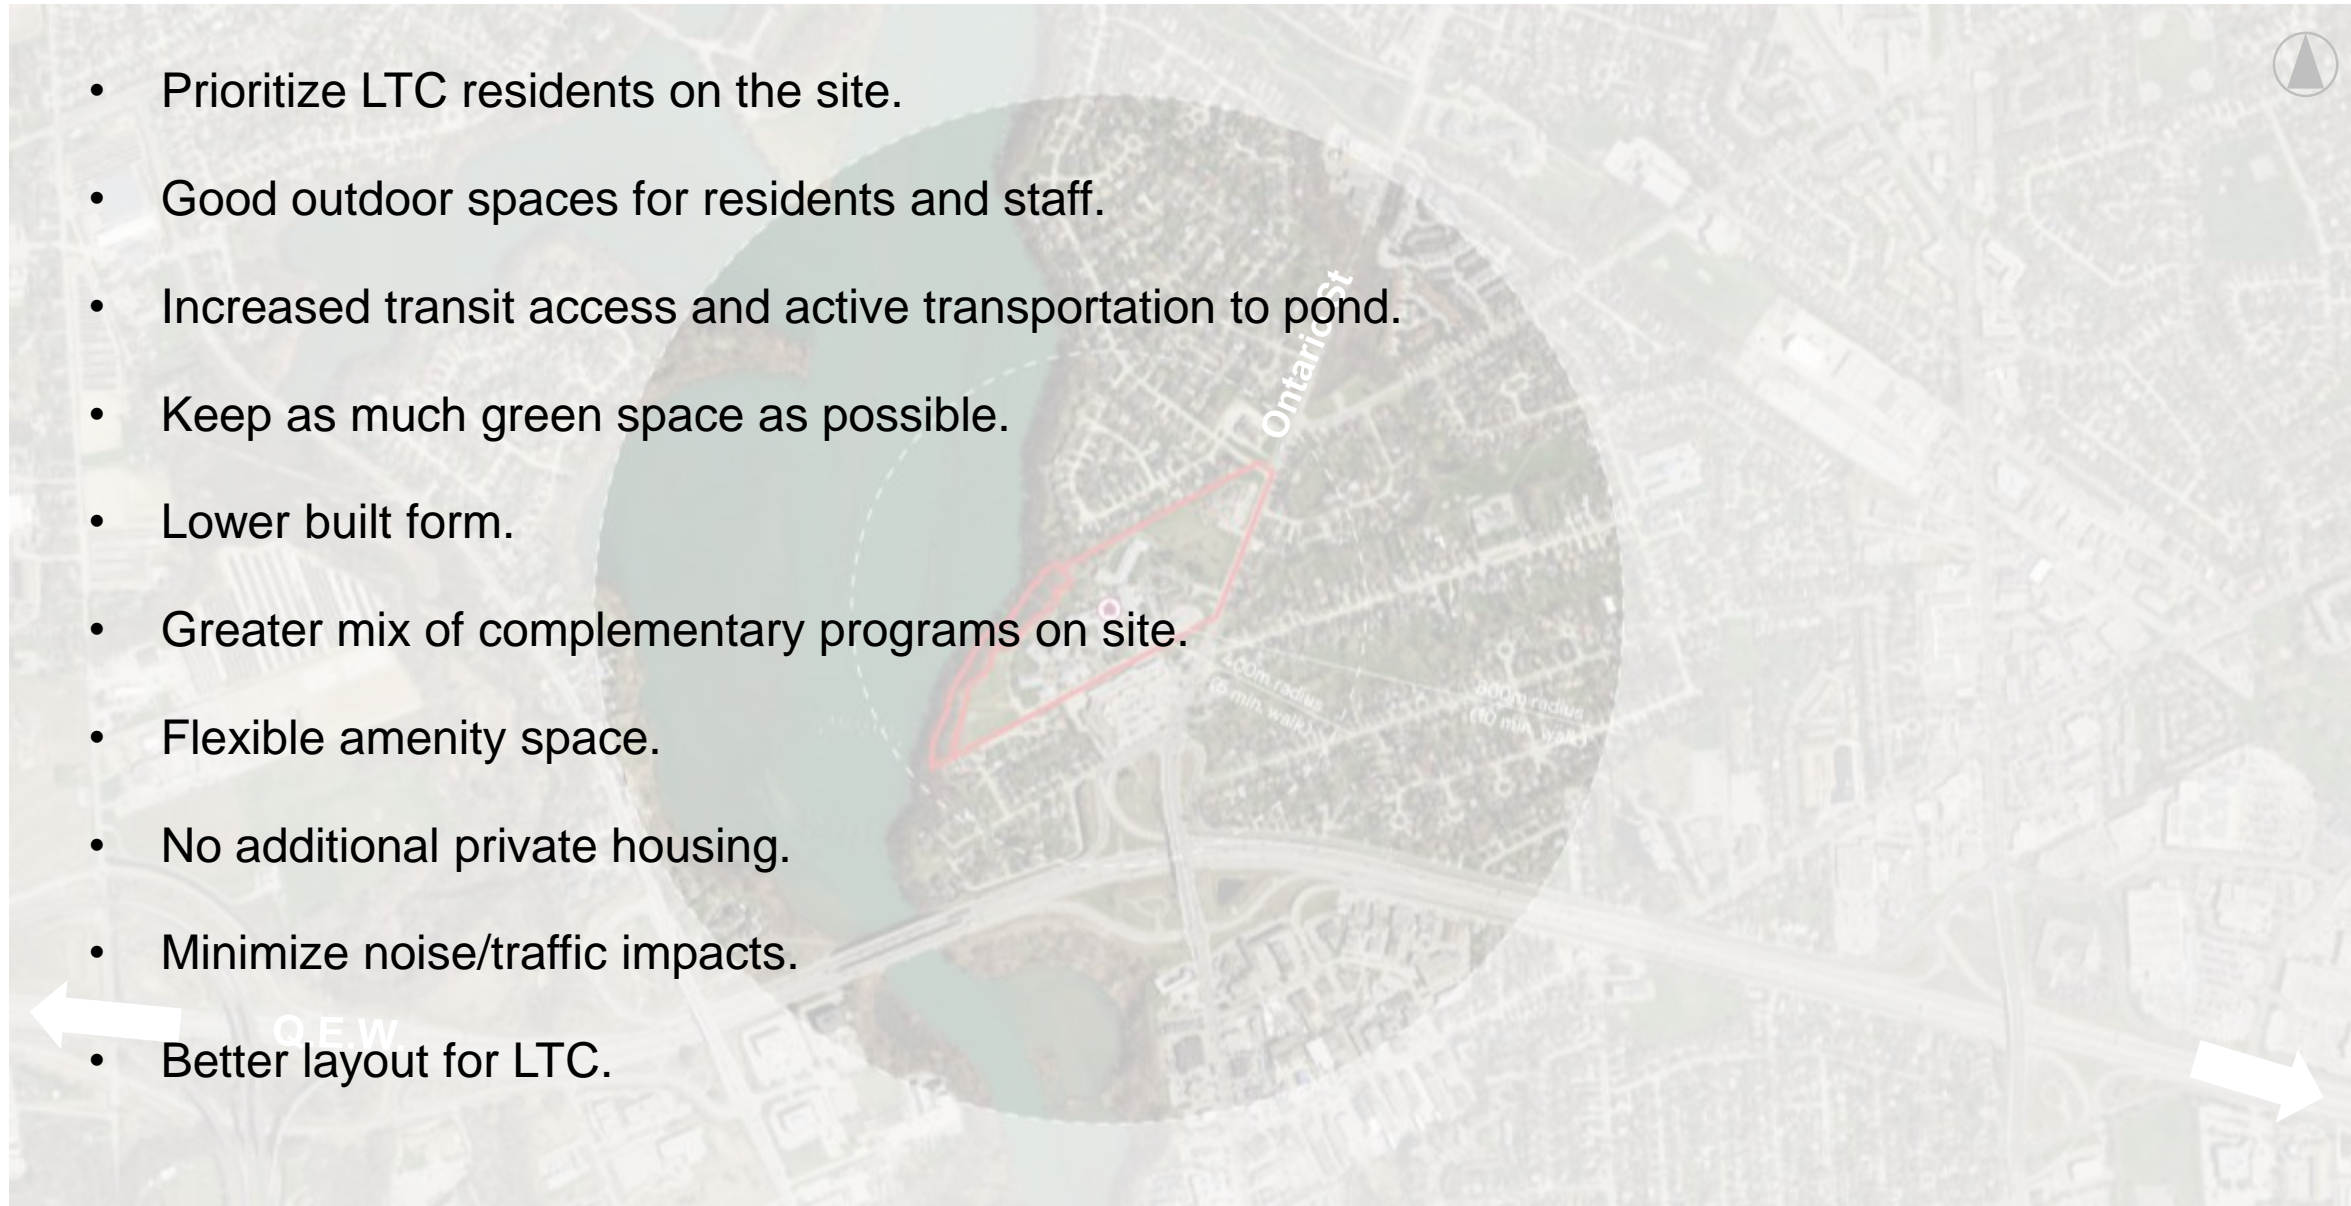 • Prioritize LTC residents on the site.
• Good outdoor spaces for residents and staff.
• Increased transit access and active transportation to pond.
Ontario St
• Keep as much green space as possible.
• Lower built form.
• Greater mix of complementary programs on site.
400m radius
(5 min. walk)
800m radius
(10 min. walk)
• Flexible amenity space.
• No additional private housing.
• Minimize noise/traffic impacts.
Q.E.W.
• Better layout for LTC.